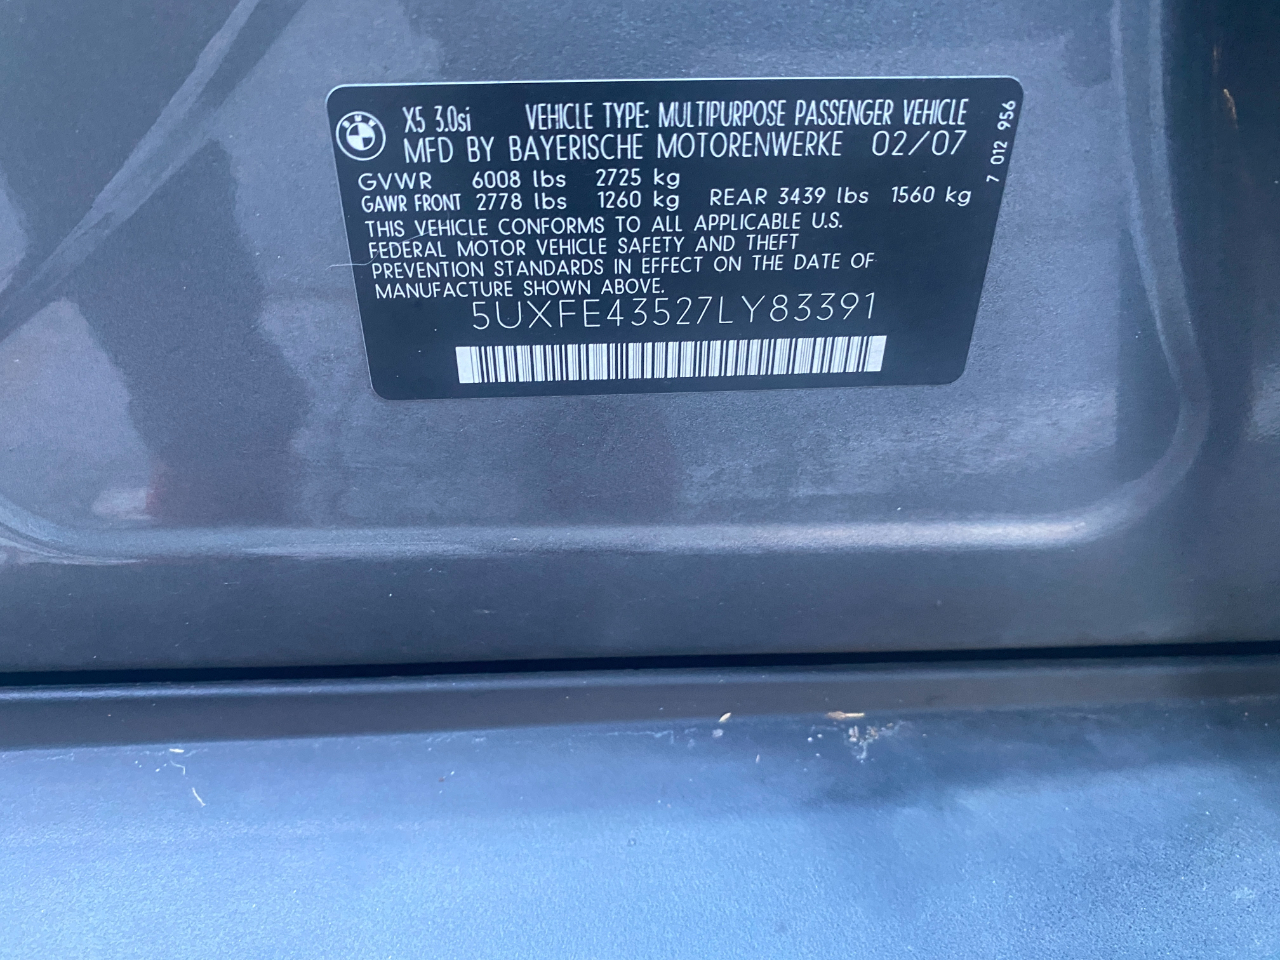 X5 3.0si VEHICLE TYPE: MULTIPURPOSE PASSENGER VEHICLE
MFD BY BAYERISCHE MOTORENWERKE 02/07
GVWR 6008 lbs 2725 kg
GAWR FRONT 2778 lbs 1260 kg REAR 3439 lbs 1560 kg
THIS VEHICLE CONFORMS TO ALL APPLICABLE U.S.
FEDERAL MOTOR VEHICLE SAFETY AND THEFT
PREVENTION STANDARDS IN EFFECT ON THE DATE OF
MANUFACTURE SHOWN ABOVE.
5UXFE43527LY83391
7 012 956